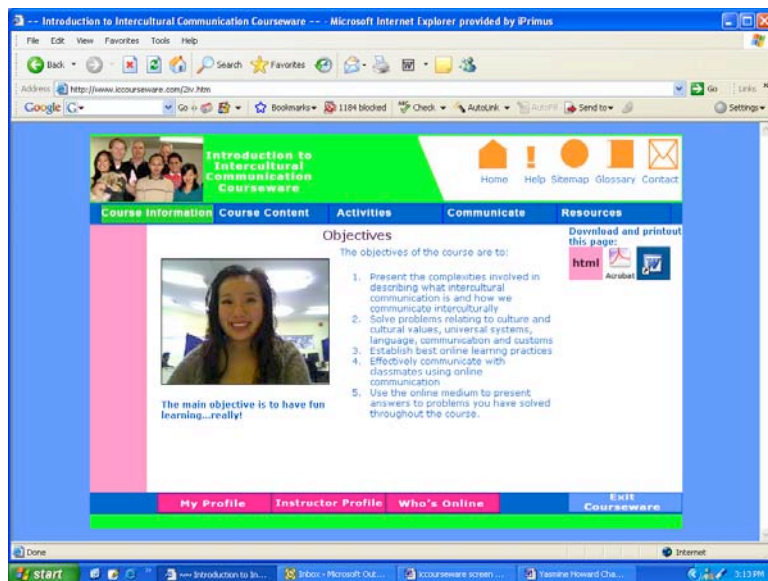 -- Introduction to Intercultural Communication Courseware -- - Microsoft Internet Explorer provided by iPrimus
File Edit View Favorites Tools Help
Back Search Favorites
Address http://www.iccourseware.com/2iv.htm Go Links
Google G Go Bookmarks 1184 blocked Check AutoLink AutoFill Send to Settings
Introduction to
Intercultural
Communication
Courseware
Home Help Sitemap Glossary Contact
Course Information Course Content Activities Communicate Resources
Objectives
The objectives of the course are to:
1. Present the complexities involved in
describing what intercultural
communication is and how we
communicate interculturally
2. Solve problems relating to culture and
cultural values, universal systems,
language, communication and customs
3. Establish best online learning practices
4. Effectively communicate with
classmates using online
communication
5. Use the online medium to present
answers to problems you have solved
throughout the course.
Download and printout
this page:
html Acrobat W
The main objective is to have fun
learning...really!
My Profile Instructor Profile Who's Online Exit
Courseware
Done Internet
start Introduction to In... Inbox - Microsoft Out... iccourseware screen ... Yasmine Howard Cha... 3:13 PM